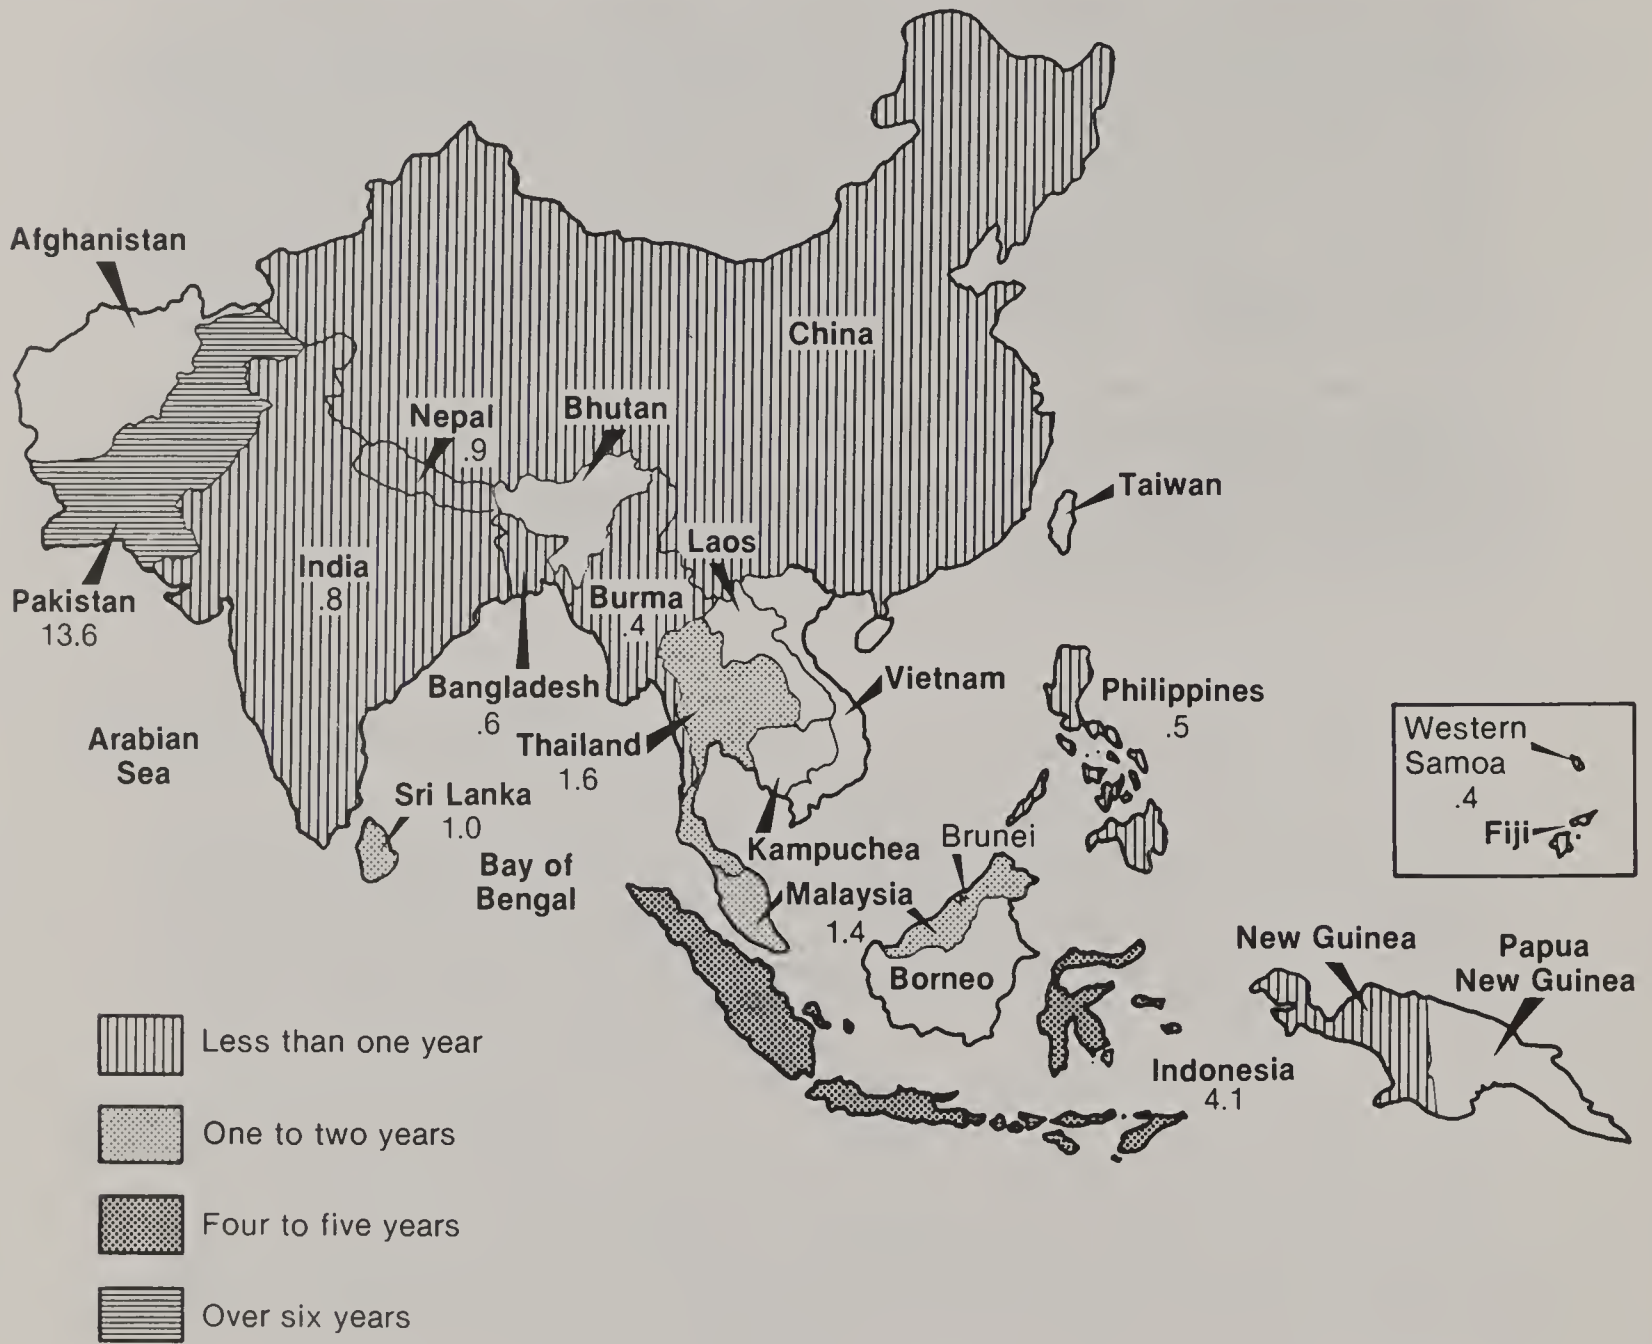 Afghanistan
China
Nepal
.9
Bhutan
Taiwan
Laos
India
.8
Pakistan
13.6
Burma
.4
Bangladesh
.6
Vietnam
Philippines
.5
Arabian
Sea
Thailand
1.6
Western
Samoa
.4
Fiji
Sri Lanka
1.0
Kampuchea
Brunei
Bay of
Bengal
Malaysia
1.4
Borneo
New Guinea
Papua
New Guinea
Indonesia
4.1
Less than one year
One to two years
Four to five years
Over six years